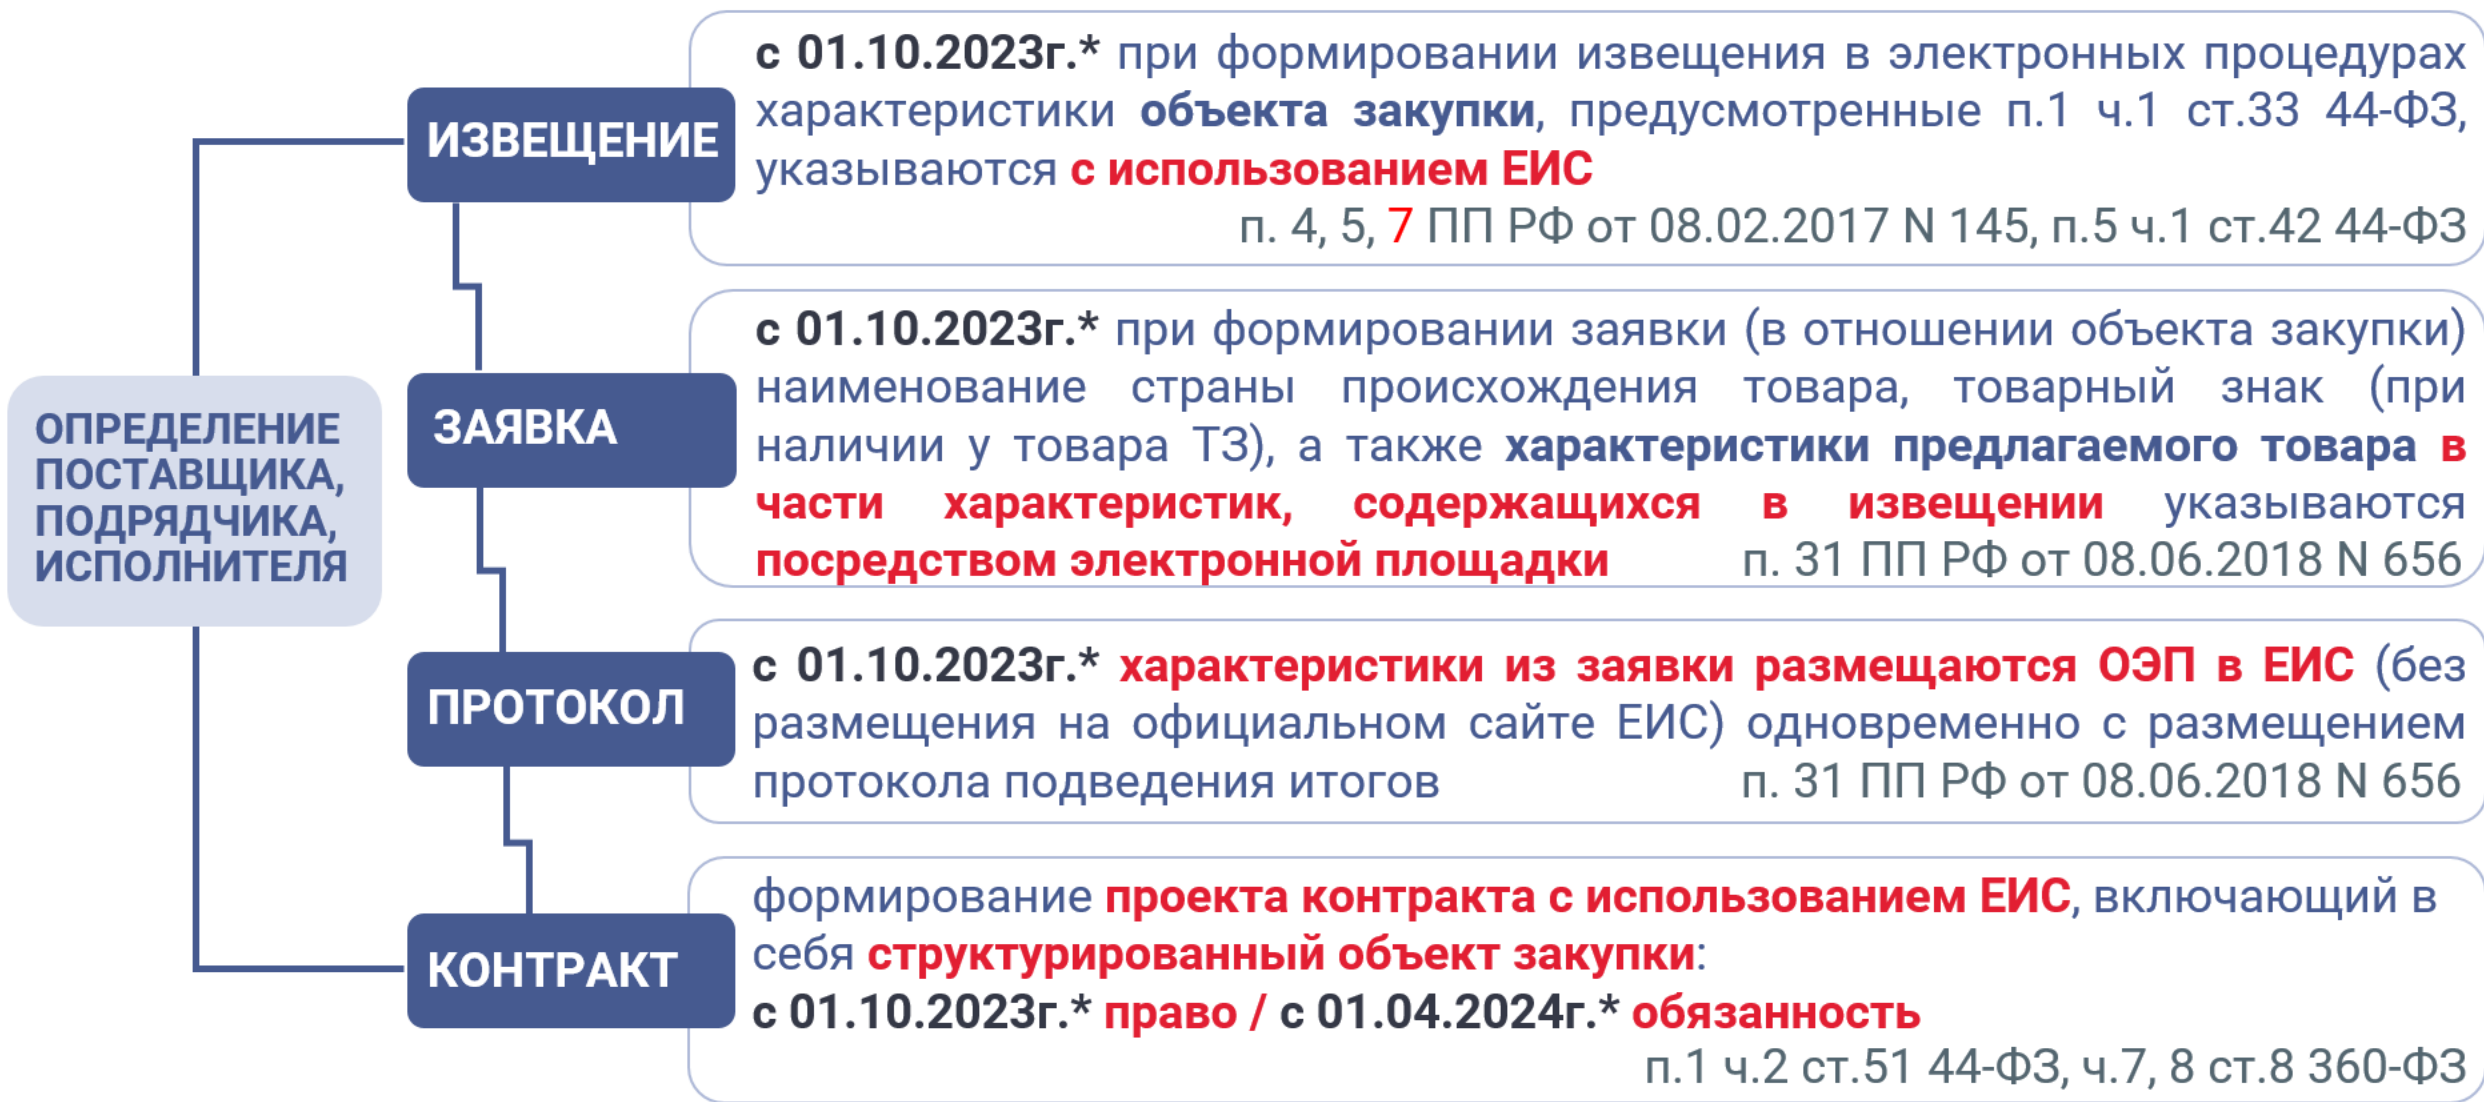 ОПРЕДЕЛЕНИЕ
ПОСТАВЩИКА,
ПОДРЯДЧИКА,
ИСПОЛНИТЕЛЯ
ИЗВЕЩЕНИЕ
с 01.10.2023г.* при формировании извещения в электронных процедурах
характеристики объекта закупки, предусмотренные п.1 ч.1 ст.33 44-ФЗ,
указываются с использованием ЕИС
п. 4, 5, 7 ПП РФ от 08.02.2017 N 145, п.5 ч.1 ст.42 44-ФЗ
ЗАЯВКА
с 01.10.2023г.* при формировании заявки (в отношении объекта закупки)
наименование страны происхождения товара, товарный знак (при
наличии у товара ТЗ), а также характеристики предлагаемого товара в
части характеристик, содержащихся в извещении указываются
посредством электронной площадки п. 31 ПП РФ от 08.06.2018 N 656
ПРОТОКОЛ
с 01.10.2023г.* характеристики из заявки размещаются ОЭП в ЕИС (без
размещения на официальном сайте ЕИС) одновременно с размещением
протокола подведения итогов п. 31 ПП РФ от 08.06.2018 N 656
КОНТРАКТ
формирование проекта контракта с использованием ЕИС, включающий в
себя структурированный объект закупки:
с 01.10.2023г.* право / с 01.04.2024г.* обязанность
п.1 ч.2 ст.51 44-ФЗ, ч.7, 8 ст.8 360-ФЗ